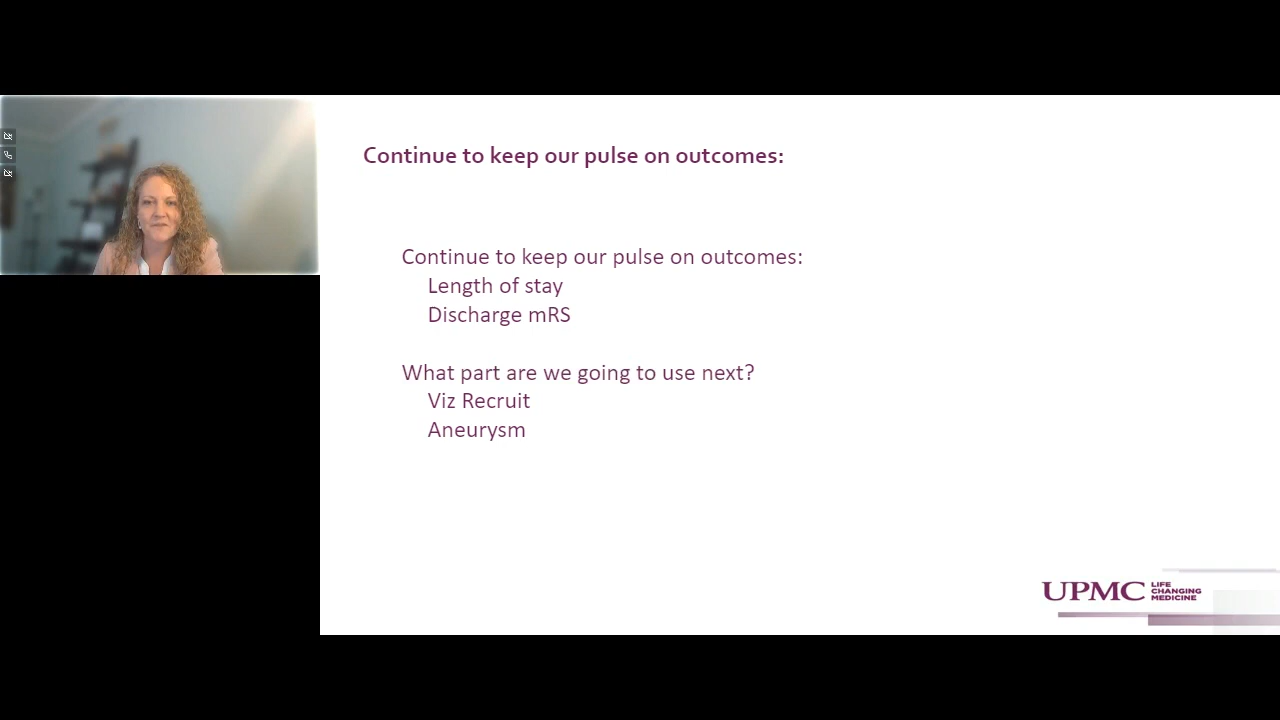 Continue to keep our pulse on outcomes:
Continue to keep our pulse on outcomes:
Length of stay
Discharge mRS
What part are we going to use next?
Viz Recruit
Aneurysm
UPMC LIFE
CHANGING
MEDICINE